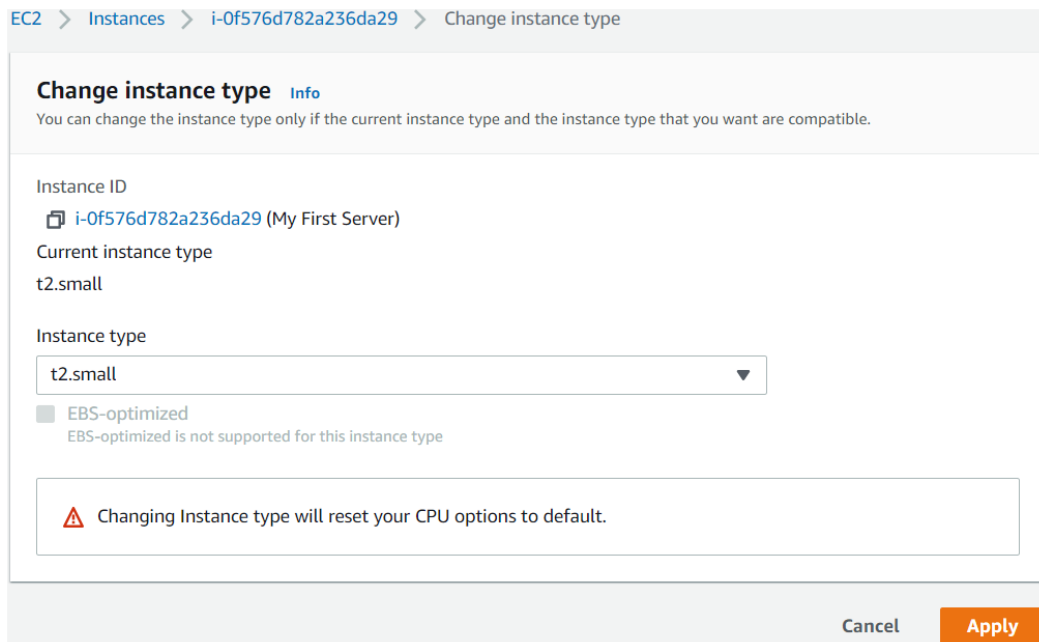 EC2 > Instances > i-0f576d782a236da29 > Change instance type
Change instance type Info
You can change the instance type only if the current instance type and the instance type that you want are compatible.
Instance ID
i-0f576d782a236da29 (My First Server)
Current instance type
t2.small
Instance type
t2.small
EBS-optimized
EBS-optimized is not supported for this instance type
Changing Instance type will reset your CPU options to default.
Cancel Apply